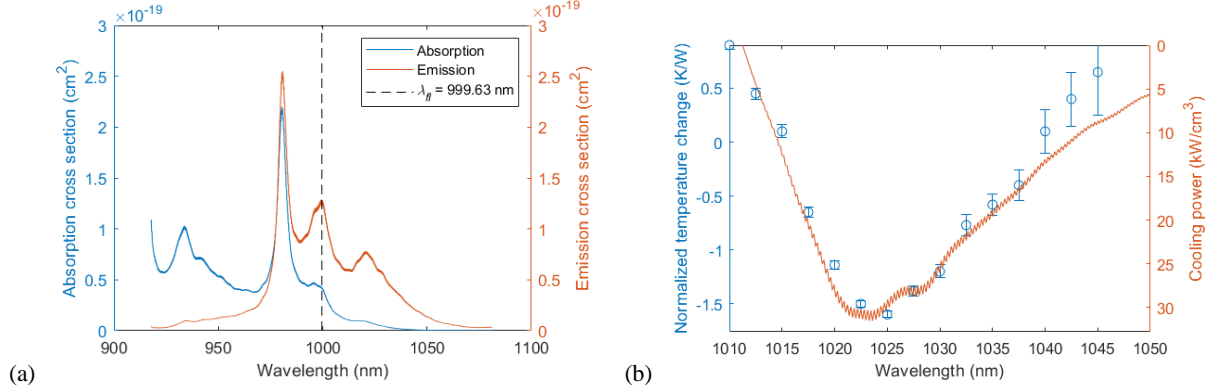 (a)
×10⁻¹⁹
×10⁻¹⁹
3
2.5
2
1.5
1
0.5
0
Absorption cross section (cm²)
3
2.5
2
1.5
1
0.5
0
Emission cross section (cm²)
Absorption
Emission
λfl = 999.63 nm
900 950 1000 1050 1100
Wavelength (nm)
(b)
0.5
0
-0.5
-1
-1.5
Normalized temperature change (K/W)
0
5
10
15
20
25
30
Cooling power (kW/cm³)
1010 1015 1020 1025 1030 1035 1040 1045 1050
Wavelength (nm)